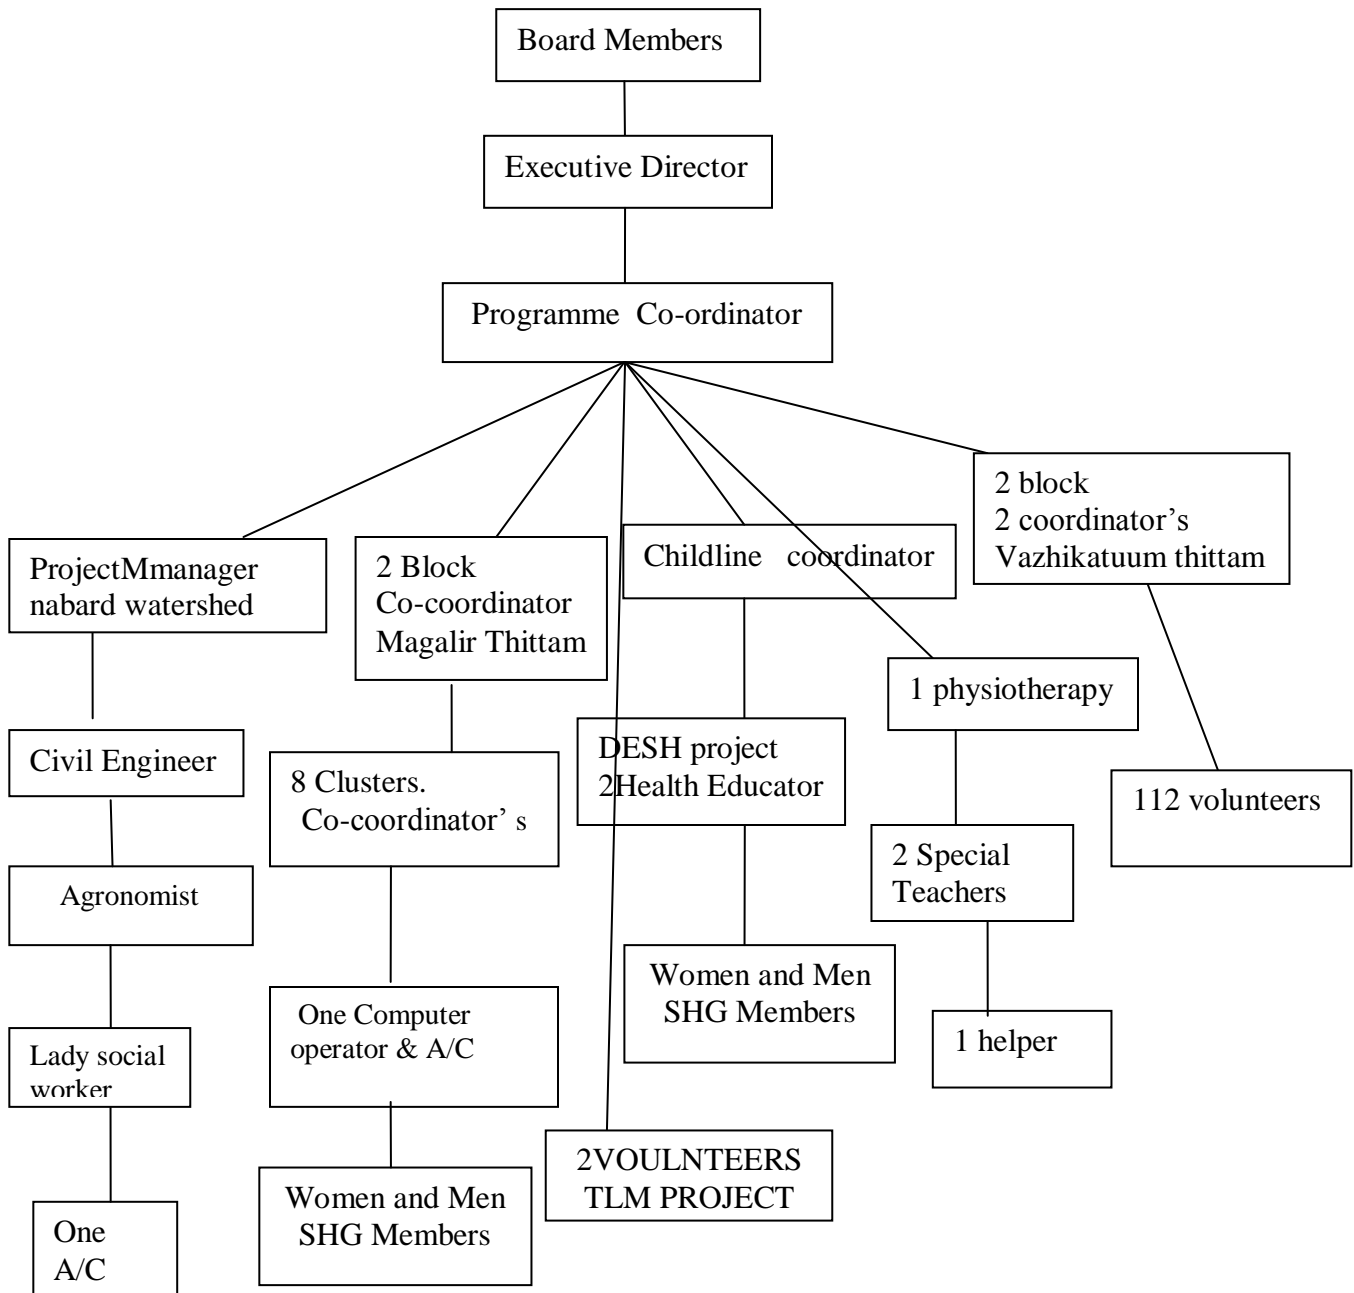 Board Members
Executive Director
Programme Co-ordinator
ProjectMmanager
nabard watershed
2 Block
Co-coordinator
Magalir Thittam
Childline coordinator
2 block
2 coordinator’s
Vazhikatuum thittam
Civil Engineer
8 Clusters.
Co-coordinator’ s
DESH project
2Health Educator
1 physiotherapy
112 volunteers
Agronomist
2 Special
Teachers
One Computer
operator & A/C
Women and Men
SHG Members
1 helper
Lady social
worker
One
A/C
Women and Men
SHG Members
2VOULNTEERS
TLM PROJECT